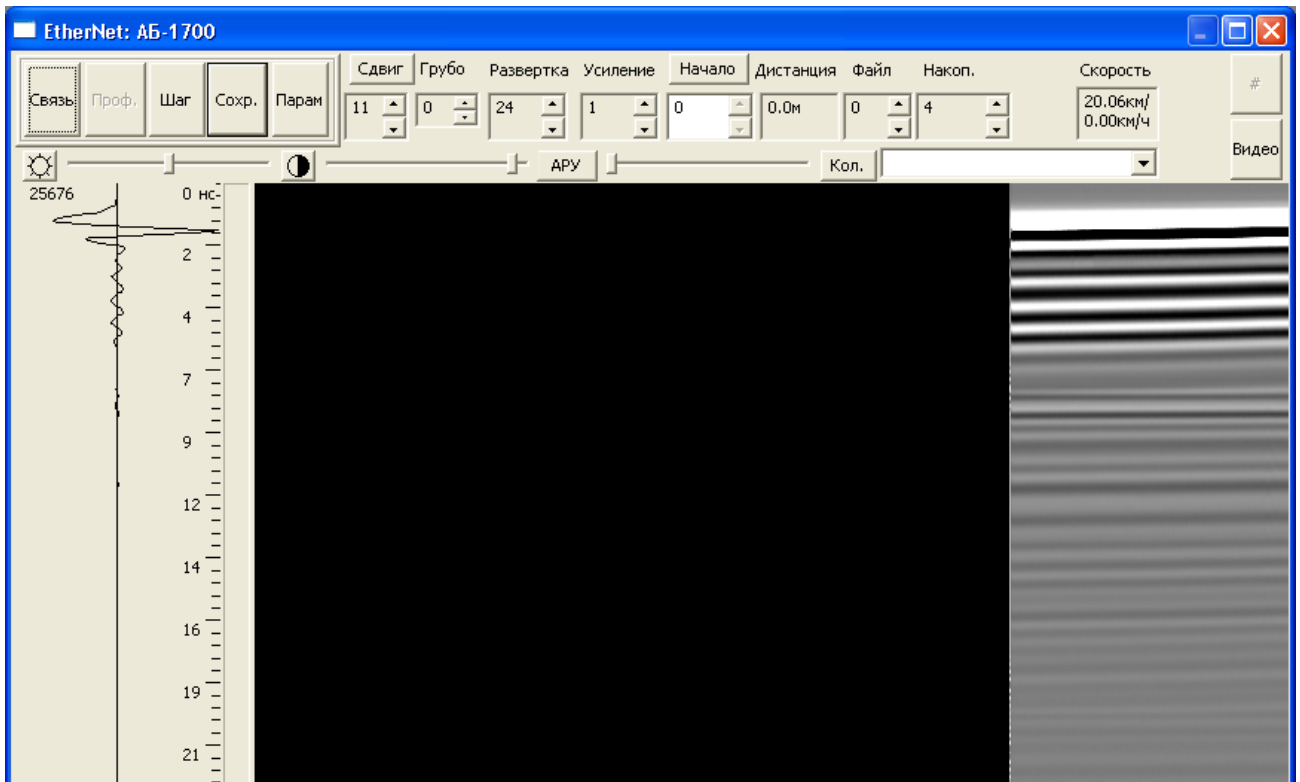 EtherNet: АБ-1700
Связь Проф. Шаг Сохр. Парам
Сдвиг Грубо Развертка Усиление Начало Дистанция Файл Накоп. Скорость #
11 0 24 1 0 0.0м 0 4 20.06км/
0.00км/ч
АРУ Кол. Видео
25676 0 нс
2
4
7
9
12
14
16
19
21